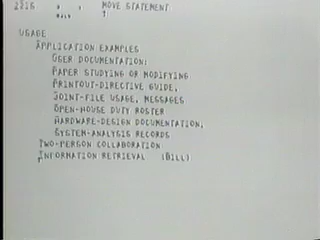 MOVE STATEMENT
USAGE
APPLICATION EXAMPLES
USER DOCUMENTATION:
PAPER STUDYING OR MODIFYING
PRINTOUT-DIRECTIVE GUIDE,
JOINT-FILE USAGE, MESSAGES
OPEN-HOUSE DUTY ROSTER
HARDWARE-DESIGN DOCUMENTATION,
SYSTEM-ANALYSIS RECORDS
TWO-PERSON COLLABORATION
INFORMATION RETRIEVAL (BILL)